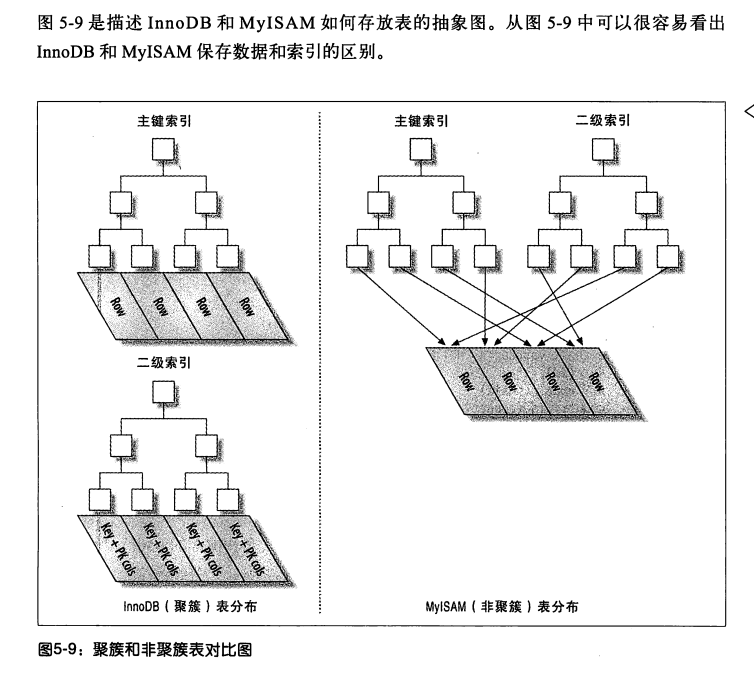 图 5-9 是描述 InnoDB 和 MyISAM 如何存放表的抽象图。从图 5-9 中可以很容易看出
InnoDB 和 MyISAM 保存数据和索引的区别。
主键索引
Row
Row
Row
Row
二级索引
Key + PK cols
Key + PK cols
Key + PK cols
Key + PK cols
InnoDB（聚簇）表分布
主键索引
二级索引
Row
Row
Row
Row
MyISAM（非聚簇）表分布
图5-9：聚簇和非聚簇表对比图